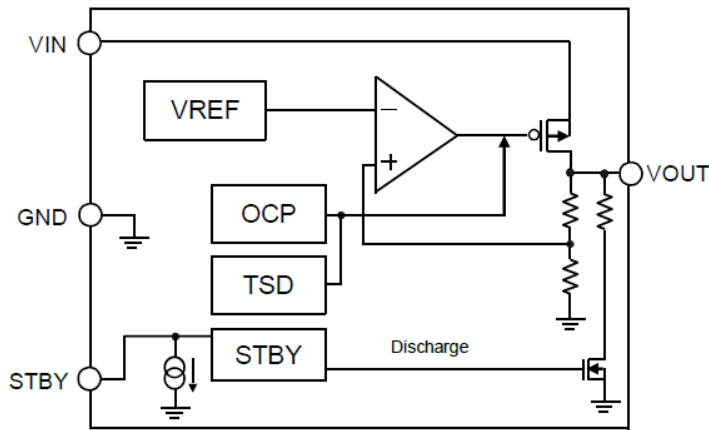 VIN
VREF
−
+
VOUT
GND
OCP
TSD
STBY
STBY
Discharge